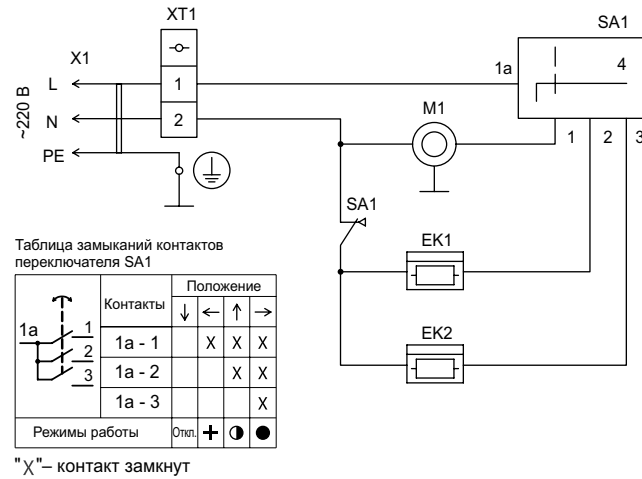 XT1
SA1
X1
L
1
1a
4
~220 В
N
2
M1
PE
1
2
3
SA1
EK1
EK2
Таблица замыканий контактов
переключателя SA1
Контакты
Положение
↓ ← ↑ →
1a
1
2
3
1a - 1 X X X
1a - 2 X X
1a - 3 X
Режимы работы Откл.
"X"– контакт замкнут